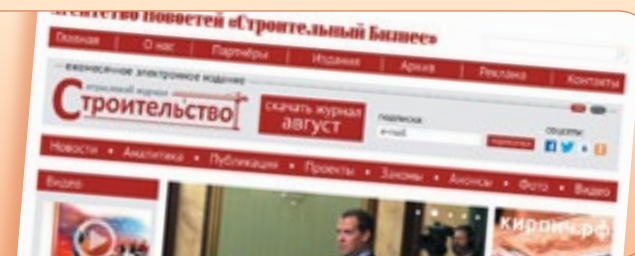 Агентство Новостей «Строительный Бизнес»
Главная | О нас | Партнёры | Издания | Архив | Реклама | Контакты
ежемесячное электронное издание
отраслевой журнал
Строительство
скачать журнал
август
подписка:
e-mail
соцсети:
Новости • Аналитика • Публикации • Проекты • Законы • Анонсы • Фото • Видео
Видео
кирпич.рф